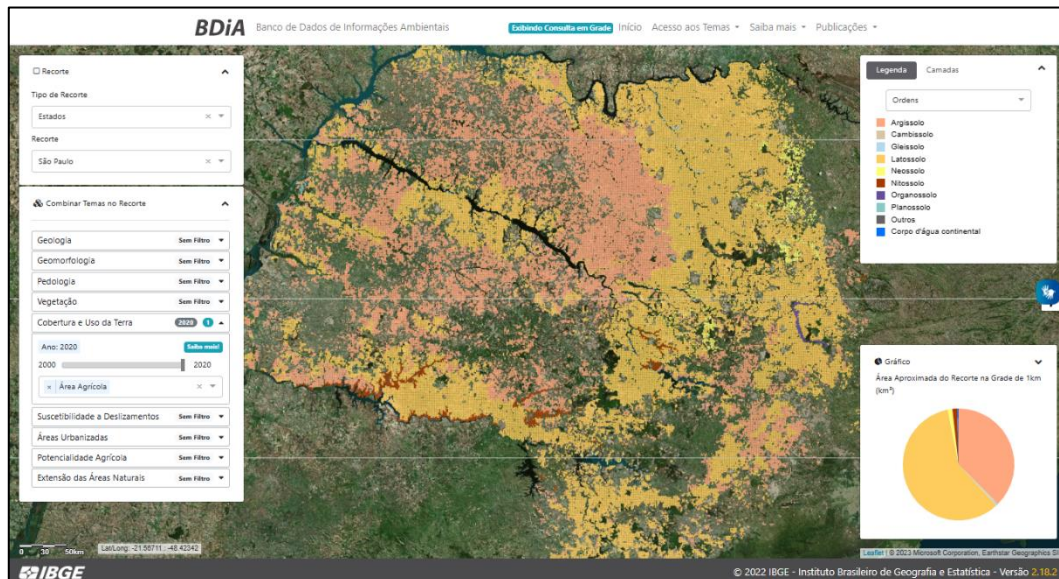 BDiA Banco de Dados de Informações Ambientais Exibindo Consulta em Grade Início Acesso aos Temas Saiba mais Publicações
Recorte
Tipo de Recorte
Estados
Recorte
São Paulo
Combinar Temas no Recorte
Geologia Sem Filtro
Geomorfologia Sem Filtro
Pedologia Sem Filtro
Vegetação Sem Filtro
Cobertura e Uso da Terra 2020 1
Ano: 2020 Saiba mais!
2000 2020
× Área Agrícola
Suscetibilidade a Deslizamentos Sem Filtro
Áreas Urbanizadas Sem Filtro
Potencialidade Agrícola Sem Filtro
Extensão das Áreas Naturais Sem Filtro
Legenda Camadas
Ordens
Argissolo
Cambissolo
Gleissolo
Latossolo
Neossolo
Nitossolo
Organossolo
Planossolo
Outros
Corpo d'água continental
Gráfico
Área Aproximada do Recorte na Grade de 1km
(km²)
0 30 50km Lat/Long: -21.56711 ; -48.42342
Leaflet | © 2023 Microsoft Corporation, Earthstar Geographics
IBGE © 2022 IBGE - Instituto Brasileiro de Geografia e Estatística - Versão 2.18.2